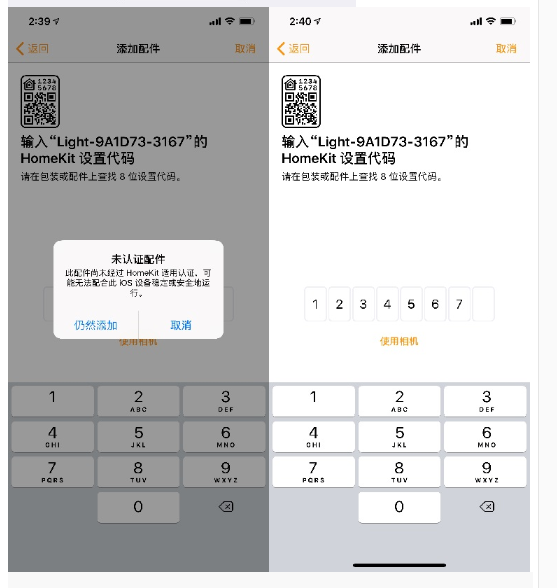 2:39
返回
添加配件
取消
1234
5678
输入“Light-9A1D73-3167”的
HomeKit 设置代码
请在包装或配件上查找 8 位设置代码。
未认证配件
此配件尚未经过 HomeKit 适用认证，可
能无法配合此 iOS 设备稳定或安全地运
行。
仍然添加
取消
使用相机
1
2
ABC
3
DEF
4
GHI
5
JKL
6
MNO
7
PQRS
8
TUV
9
WXYZ
0
2:40
返回
添加配件
取消
1234
5678
输入“Light-9A1D73-3167”的
HomeKit 设置代码
请在包装或配件上查找 8 位设置代码。
1 2 3 4 5 6 7
使用相机
1
2
ABC
3
DEF
4
GHI
5
JKL
6
MNO
7
PQRS
8
TUV
9
WXYZ
0